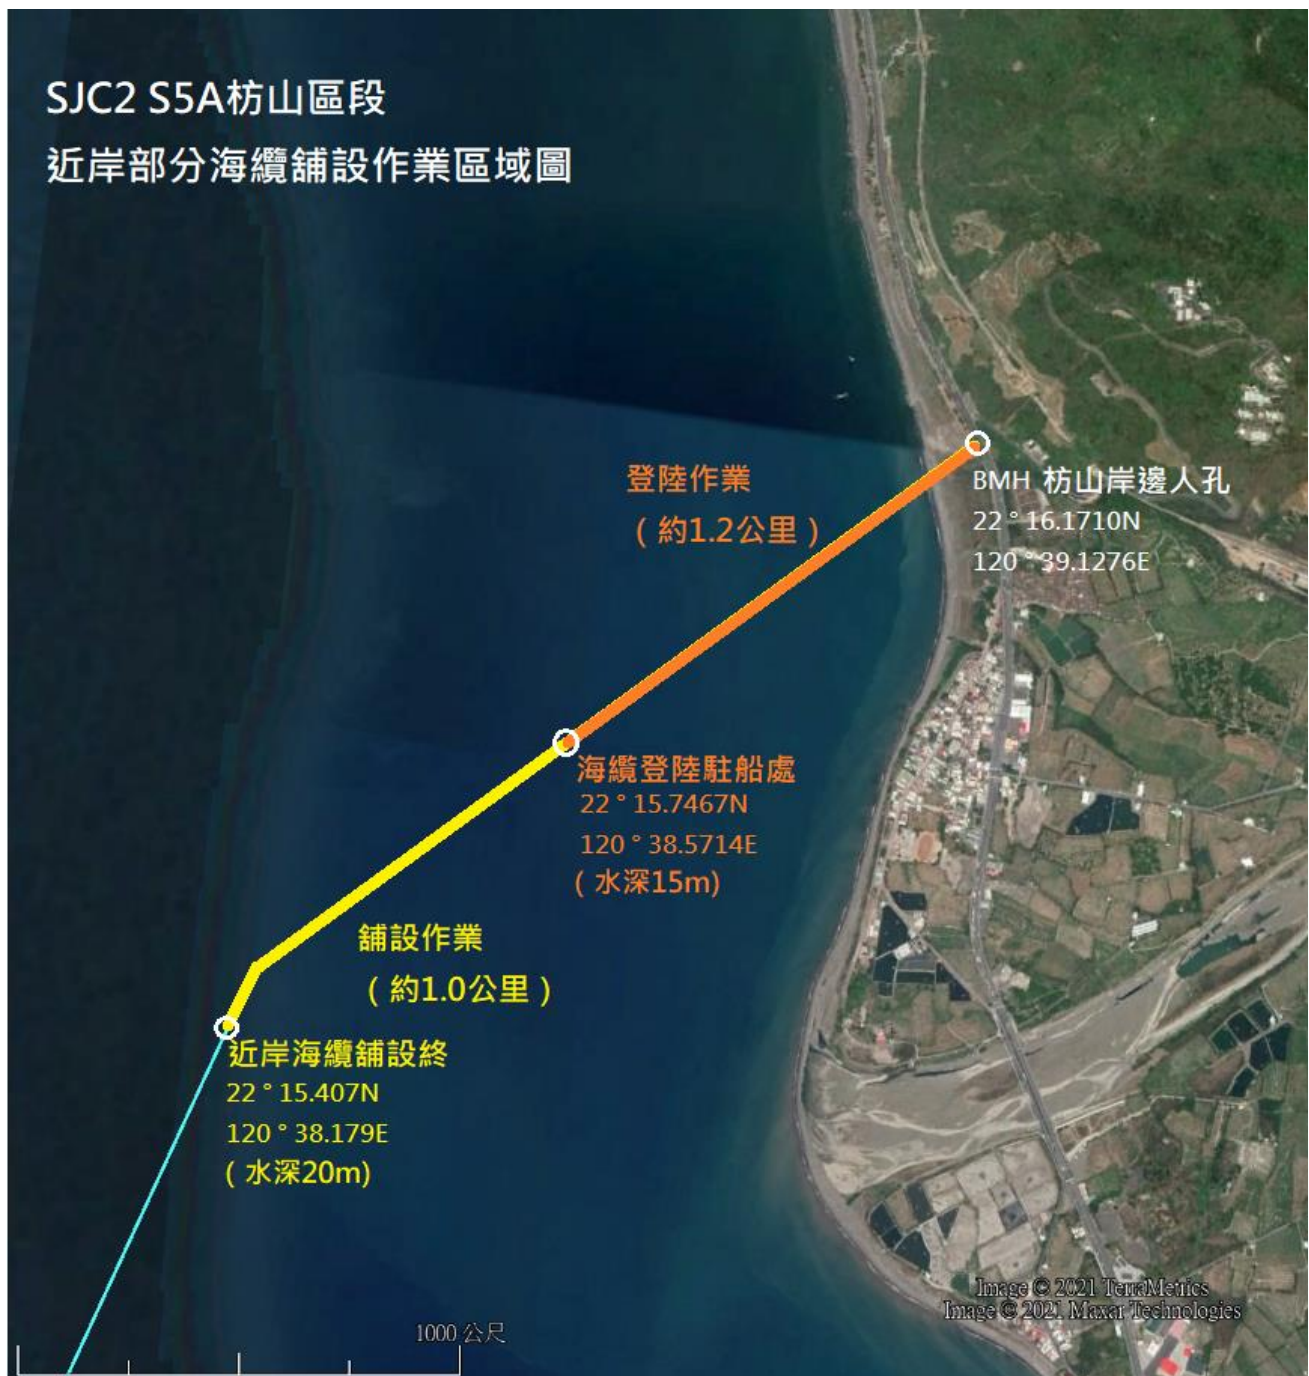 SJC2 S5A枋山區段
近岸部分海纜舖設作業區域圖
登陸作業
（約1.2公里）
BMH 枋山岸邊人孔
22 ° 16.1710N
120 ° 39.1276E
海纜登陸駐船處
22 ° 15.7467N
120 ° 38.5714E
( 水深15m)
舖設作業
（約1.0公里）
近岸海纜舖設終
22 ° 15.407N
120 ° 38.179E
( 水深20m)
Image © 2021 TerraMetrics
Image © 2021 Maxar Technologies
1000 公尺